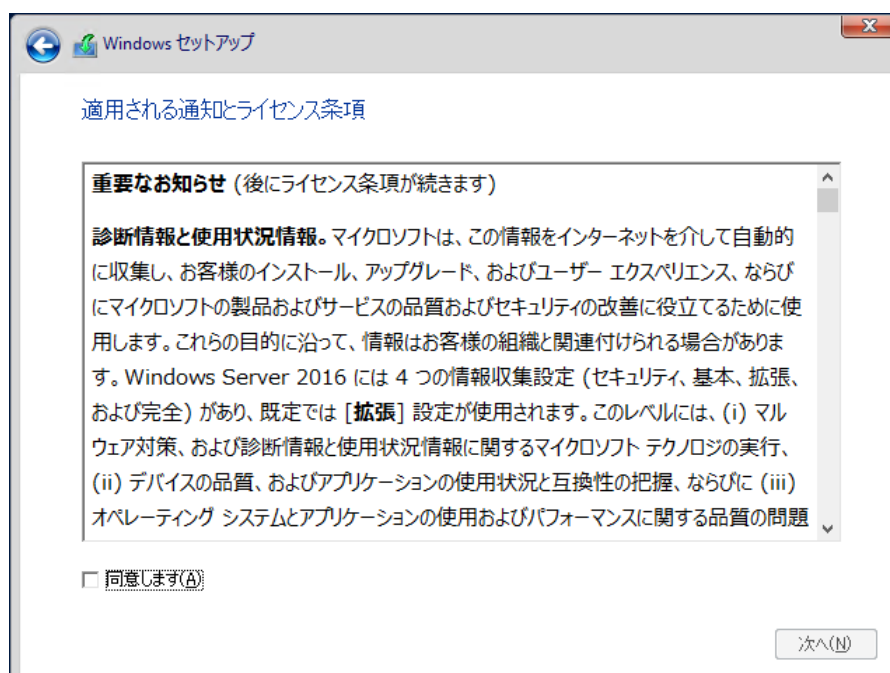 Windows セットアップ
適用される通知とライセンス条項
重要なお知らせ (後にライセンス条項が続きます)
診断情報と使用状況情報。マイクロソフトは、この情報をインターネットを介して自動的
に収集し、お客様のインストール、アップグレード、およびユーザー エクスペリエンス、ならび
にマイクロソフトの製品およびサービスの品質およびセキュリティの改善に役立てるために使
用します。これらの目的に沿って、情報はお客様の組織と関連付けられる場合がありま
す。Windows Server 2016 には 4 つの情報収集設定 (セキュリティ、基本、拡張、
および完全) があり、既定では [拡張] 設定が使用されます。このレベルには、(i) マル
ウェア対策、および診断情報と使用状況情報に関するマイクロソフト テクノロジの実行、
(ii) デバイスの品質、およびアプリケーションの使用状況と互換性の把握、ならびに (iii)
オペレーティング システムとアプリケーションの使用およびパフォーマンスに関する品質の問題
同意します(A)
次へ(N)